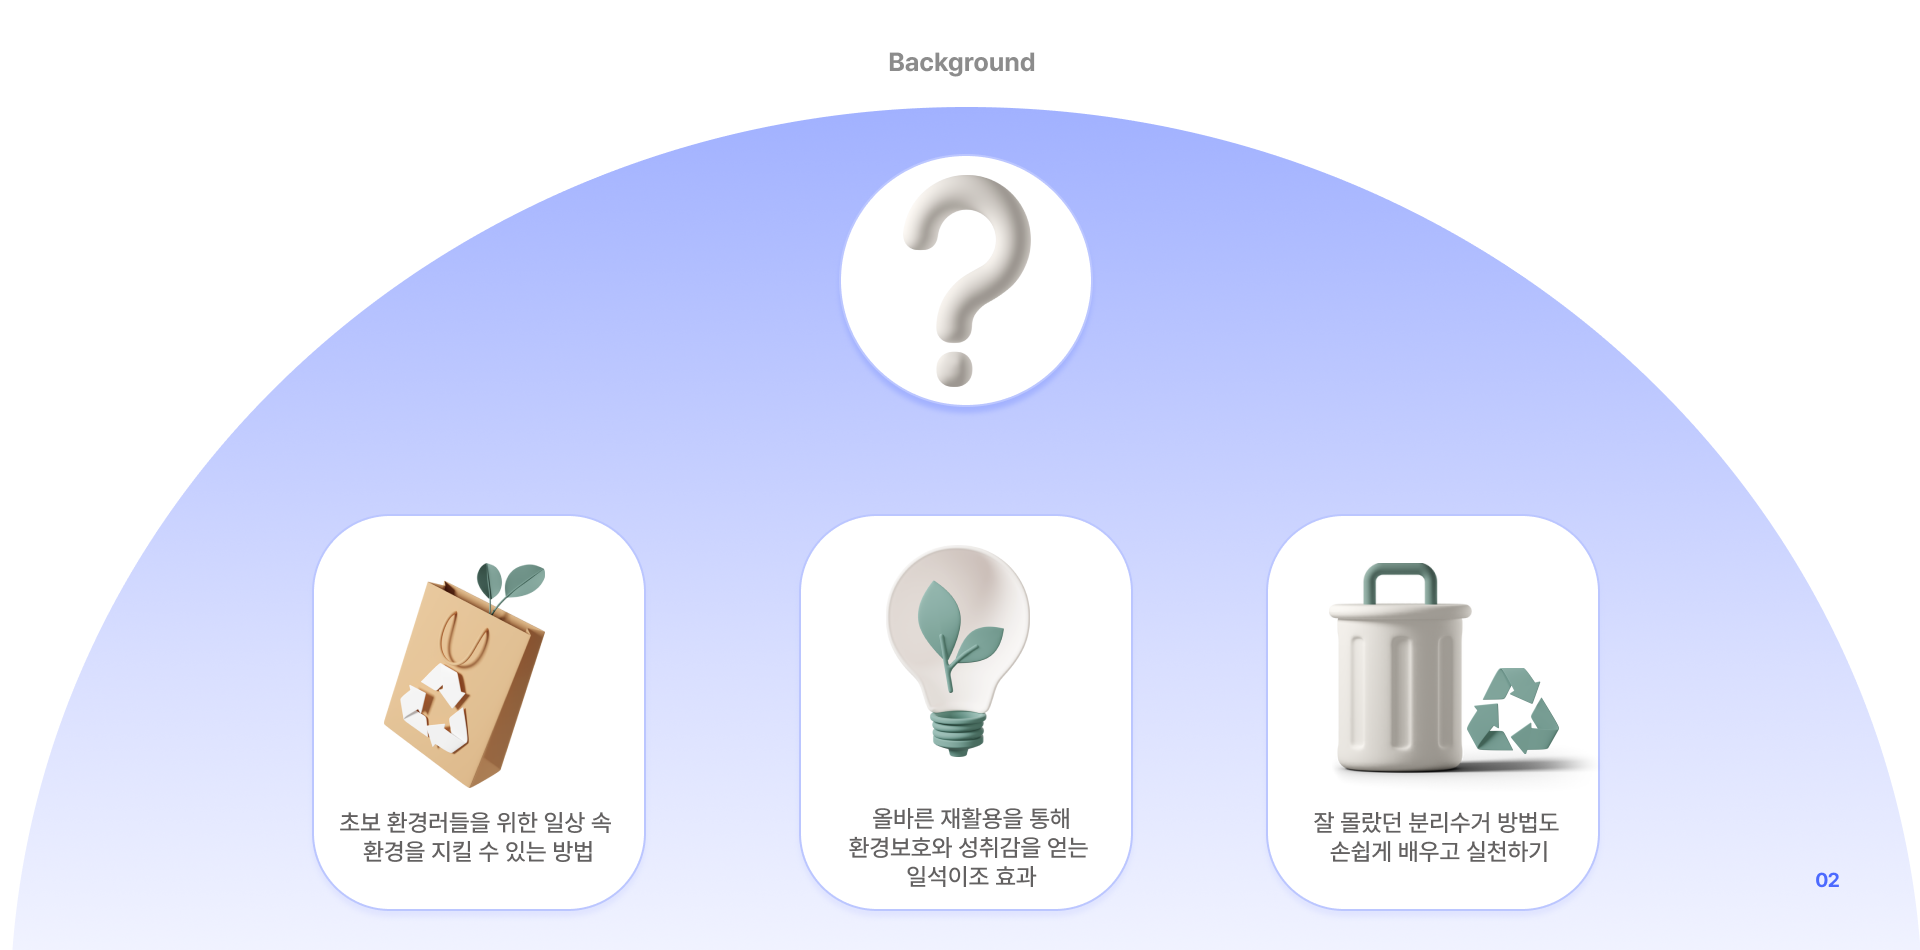 Background
초보 환경러들을 위한 일상 속
환경을 지킬 수 있는 방법
올바른 재활용을 통해
환경보호와 성취감을 얻는
일석이조 효과
잘 몰랐던 분리수거 방법도
손쉽게 배우고 실천하기
02